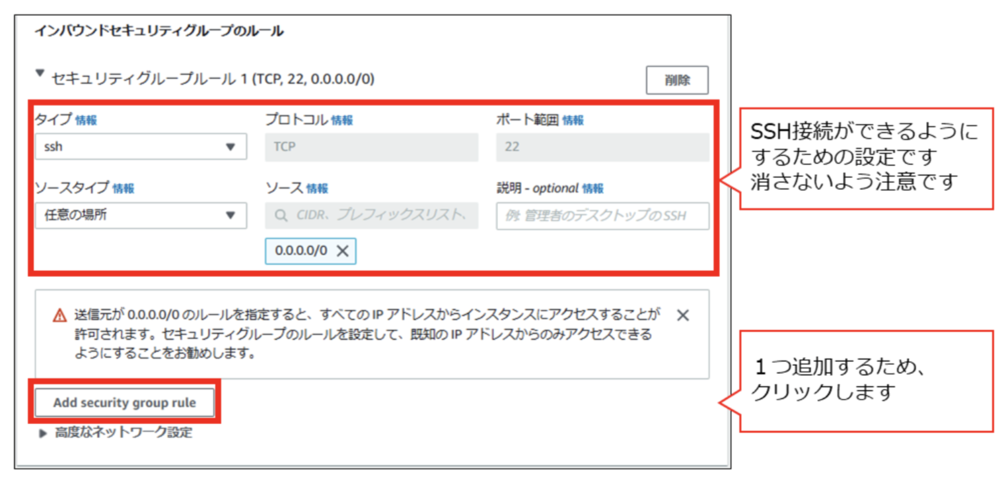 インバウンドセキュリティグループのルール
▼ セキュリティグループルール 1 (TCP, 22, 0.0.0.0/0)
削除
タイプ 情報
プロトコル 情報
ポート範囲 情報
ssh
TCP
22
ソースタイプ 情報
ソース 情報
説明 - optional 情報
任意の場所
CIDR、プレフィックスリスト、
例: 管理者のデスクトップの SSH
0.0.0.0/0
SSH接続ができるように
するための設定です
消さないよう注意です
送信元が 0.0.0.0/0 のルールを指定すると、すべての IP アドレスからインスタンスにアクセスすることが
許可されます。セキュリティグループのルールを設定して、既知の IP アドレスからのみアクセスできる
ようにすることをお勧めします。
Add security group rule
１つ追加するため、
クリックします
▶ 高度なネットワーク設定